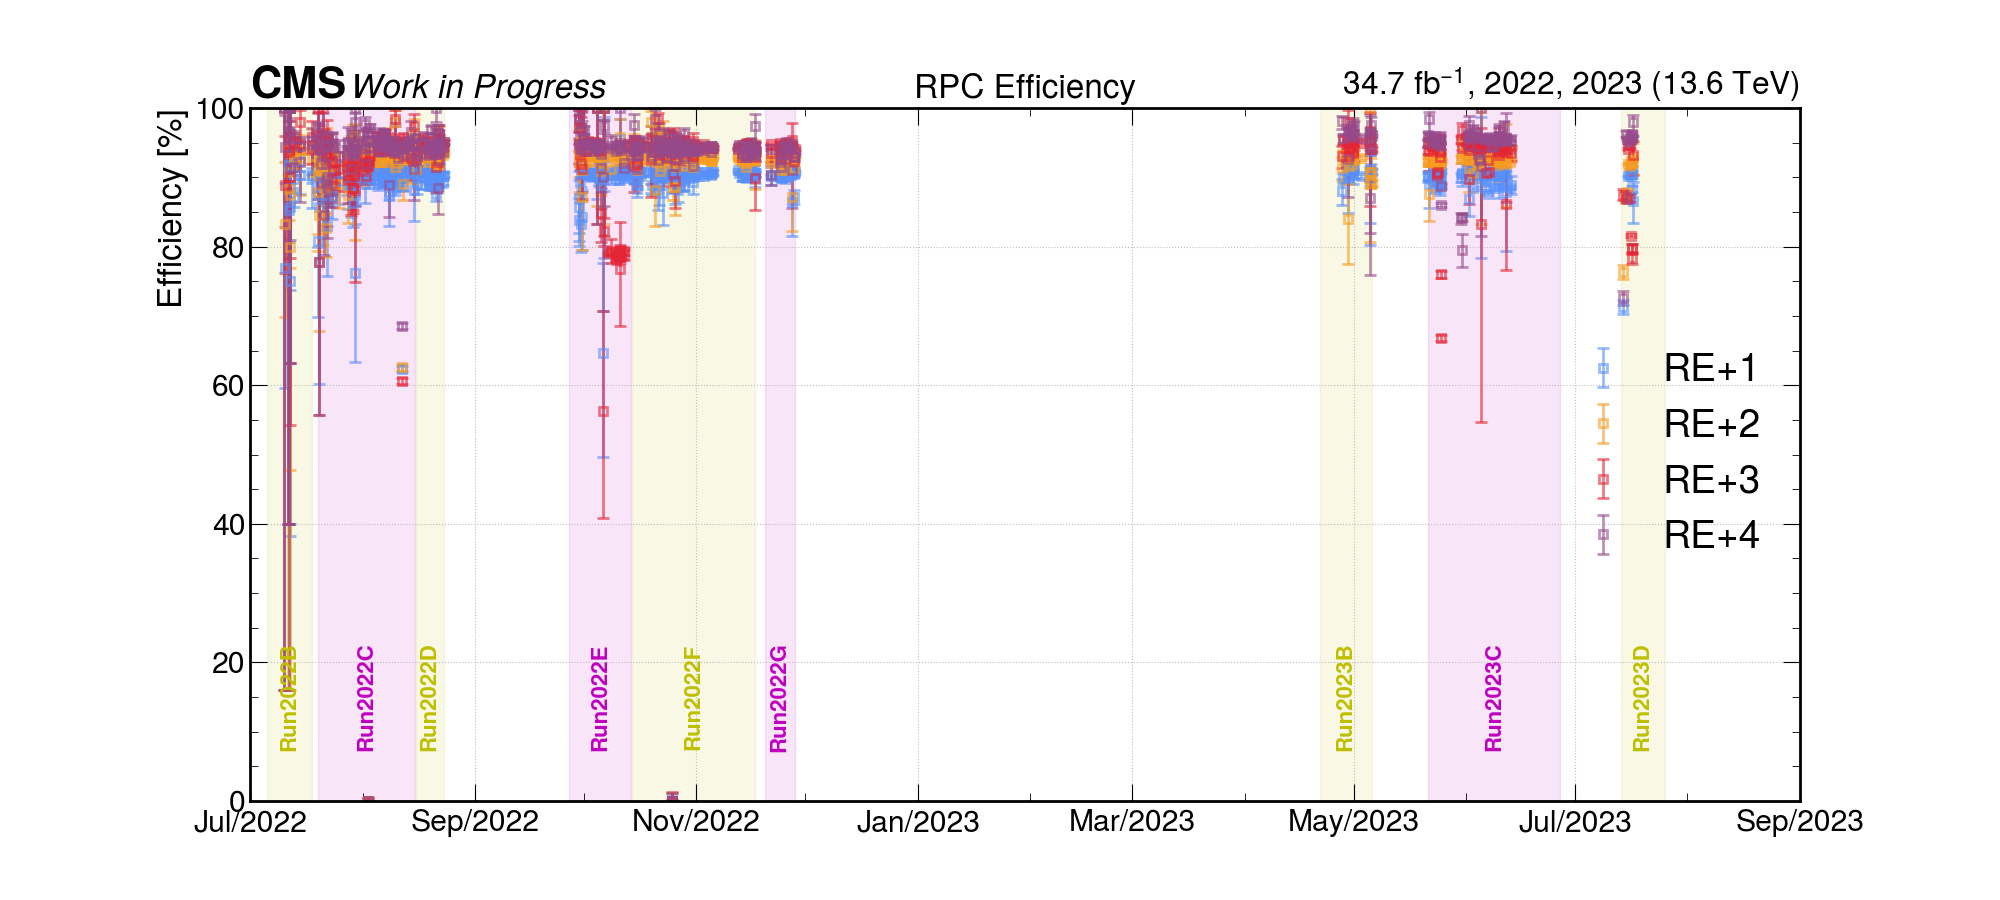 CMS Work in Progress RPC Efficiency 34.7 fb⁻¹, 2022, 2023 (13.6 TeV)
Efficiency [%]
100
80
60
40
20
0
RE+1
RE+2
RE+3
RE+4
Run2022B
Run2022C
Run2022D
Run2022E
Run2022F
Run2022G
Run2023B
Run2023C
Run2023D
Jul/2022 Sep/2022 Nov/2022 Jan/2023 Mar/2023 May/2023 Jul/2023 Sep/2023